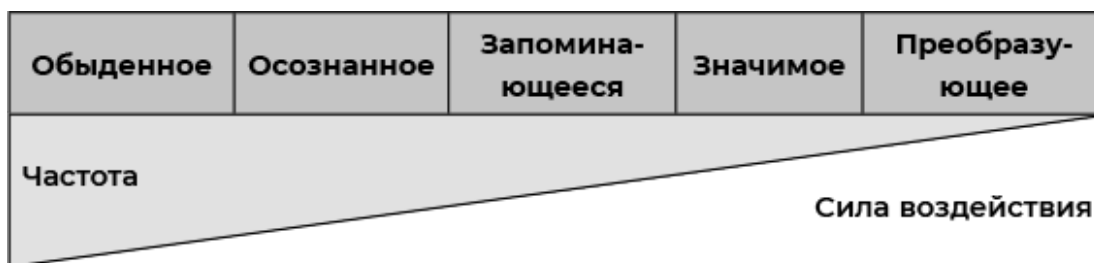 Обыденное
Осознанное
Запомина-
ющееся
Значимое
Преобразу-
ющее
Частота
Сила воздействия